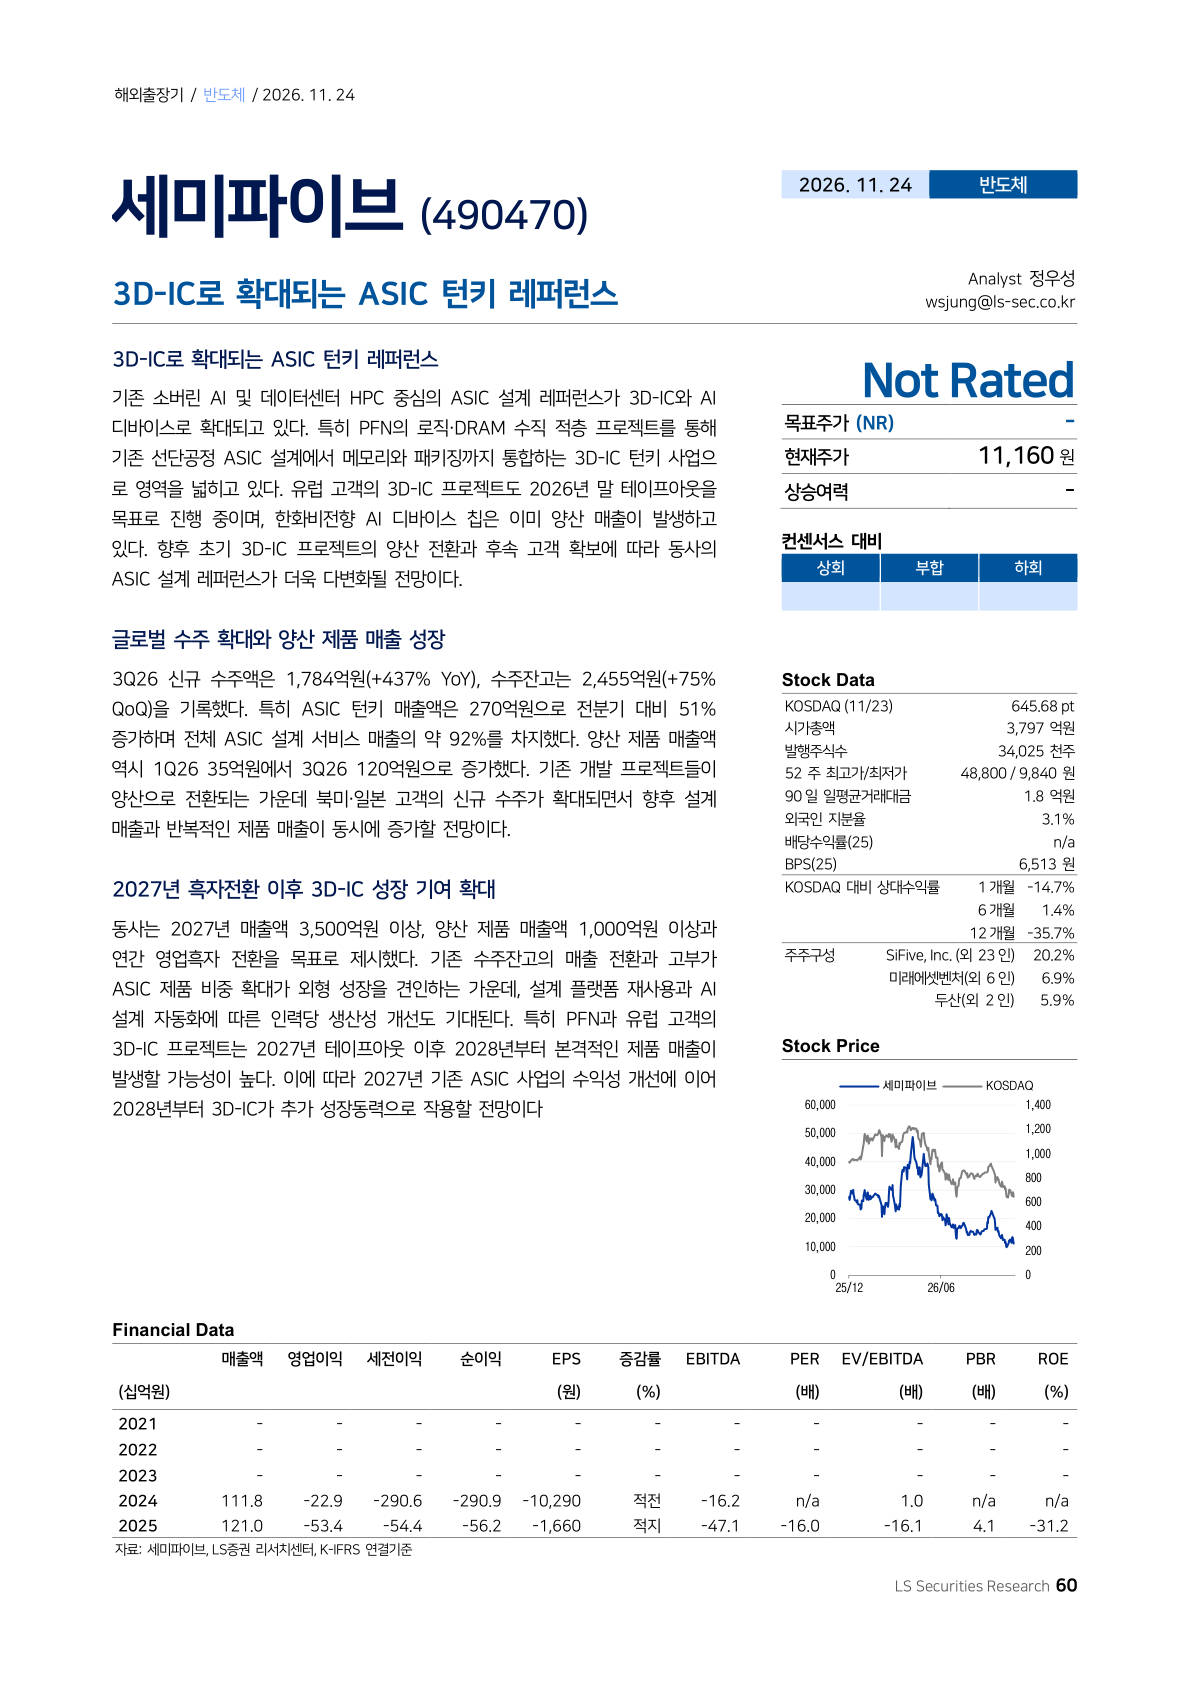 해외출장기 / 반도체 / 2026. 11. 24
세미파이브 (490470)
2026. 11. 24 반도체
3D-IC로 확대되는 ASIC 턴키 레퍼런스
Analyst 정우성
wsjung@ls-sec.co.kr
3D-IC로 확대되는 ASIC 턴키 레퍼런스
기존 소버린 AI 및 데이터센터 HPC 중심의 ASIC 설계 레퍼런스가 3D-IC와 AI
디바이스로 확대되고 있다. 특히 PFN의 로직·DRAM 수직 적층 프로젝트를 통해
기존 선단공정 ASIC 설계에서 메모리와 패키징까지 통합하는 3D-IC 턴키 사업으
로 영역을 넓히고 있다. 유럽 고객의 3D-IC 프로젝트도 2026년 말 테이프아웃을
목표로 진행 중이며, 한화비전향 AI 디바이스 칩은 이미 양산 매출이 발생하고
있다. 향후 초기 3D-IC 프로젝트의 양산 전환과 후속 고객 확보에 따라 동사의
ASIC 설계 레퍼런스가 더욱 다변화될 전망이다.
글로벌 수주 확대와 양산 제품 매출 성장
3Q26 신규 수주액은 1,784억원(+437% YoY), 수주잔고는 2,455억원(+75%
QoQ)을 기록했다. 특히 ASIC 턴키 매출액은 270억원으로 전분기 대비 51%
증가하며 전체 ASIC 설계 서비스 매출의 약 92%를 차지했다. 양산 제품 매출액
역시 1Q26 35억원에서 3Q26 120억원으로 증가했다. 기존 개발 프로젝트들이
양산으로 전환되는 가운데 북미·일본 고객의 신규 수주가 확대되면서 향후 설계
매출과 반복적인 제품 매출이 동시에 증가할 전망이다.
2027년 흑자전환 이후 3D-IC 성장 기여 확대
동사는 2027년 매출액 3,500억원 이상, 양산 제품 매출액 1,000억원 이상과
연간 영업흑자 전환을 목표로 제시했다. 기존 수주잔고의 매출 전환과 고부가
ASIC 제품 비중 확대가 외형 성장을 견인하는 가운데, 설계 플랫폼 재사용과 AI
설계 자동화에 따른 인력당 생산성 개선도 기대된다. 특히 PFN과 유럽 고객의
3D-IC 프로젝트는 2027년 테이프아웃 이후 2028년부터 본격적인 제품 매출이
발생할 가능성이 높다. 이에 따라 2027년 기존 ASIC 사업의 수익성 개선에 이어
2028년부터 3D-IC가 추가 성장동력으로 작용할 전망이다
Not Rated
목표주가 (NR) -
현재주가 11,160 원
상승여력 -
컨센서스 대비
상회 부합 하회
Stock Data
KOSDAQ (11/23) 645.68 pt
시가총액 3,797 억원
발행주식수 34,025 천주
52 주 최고가/최저가 48,800 / 9,840 원
90 일 일평균거래대금 1.8 억원
외국인 지분율 3.1%
배당수익률(25) n/a
BPS(25) 6,513 원
KOSDAQ 대비 상대수익률 1 개월 -14.7%
6 개월 1.4%
12 개월 -35.7%
주주구성 SiFive, Inc. (외 23 인) 20.2%
미래에셋벤처(외 6 인) 6.9%
두산(외 2 인) 5.9%
Stock Price
세미파이브 KOSDAQ
60,000 1,400
50,000 1,200
40,000 1,000
30,000 800
20,000 600
10,000 400
0 200
0
25/12 26/06
Financial Data
매출액 영업이익 세전이익 순이익 EPS 증감률 EBITDA PER EV/EBITDA PBR ROE
(십억원) (원) (%) (배) (배) (배) (%)
2021 - - - - - - - - - - -
2022 - - - - - - - - - - -
2023 - - - - - - - - - - -
2024 111.8 -22.9 -290.6 -290.9 -10,290 적전 -16.2 n/a 1.0 n/a n/a
2025 121.0 -53.4 -54.4 -56.2 -1,660 적지 -47.1 -16.0 -16.1 4.1 -31.2
자료: 세미파이브, LS증권 리서치센터, K-IFRS 연결기준
LS Securities Research 60